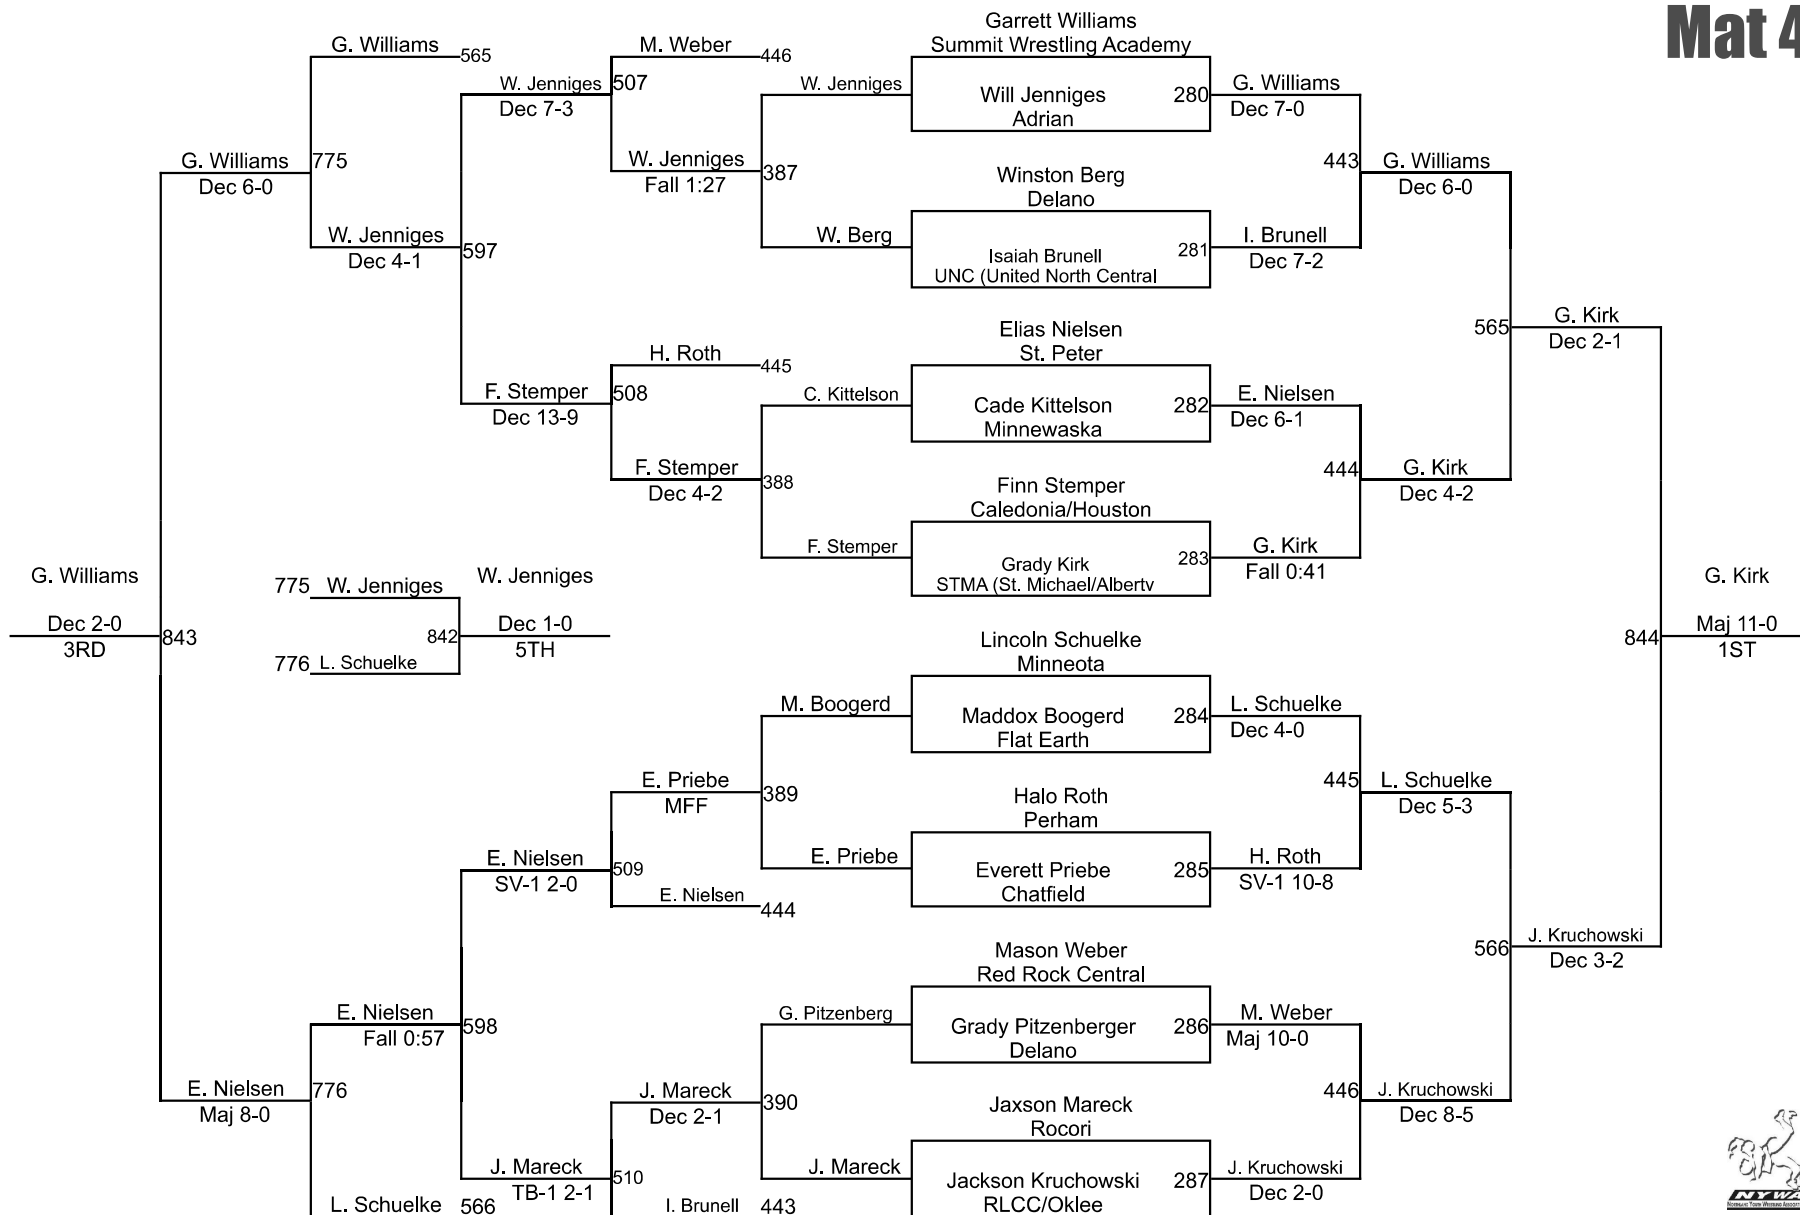 Mat 4
Garrett Williams
Summit Wrestling Academy
G. Williams
565
M. Weber
446
W. Jenniges
507
Dec 7-3
W. Jenniges
Will Jenniges
Adrian
280
G. Williams
Dec 7-0
G. Williams
Dec 6-0
775
W. Jenniges
Fall 1:27
387
Winston Berg
Delano
443
G. Williams
Dec 6-0
W. Jenniges
Dec 4-1
597
W. Berg
Isaiah Brunell
UNC (United North Central
281
I. Brunell
Dec 7-2
Elias Nielsen
St. Peter
565
G. Kirk
Dec 2-1
H. Roth
445
F. Stemper
508
Dec 13-9
C. Kittelson
Cade Kittelson
Minnewaska
282
E. Nielsen
Dec 6-1
F. Stemper
Dec 4-2
388
Finn Stemper
Caledonia/Houston
444
G. Kirk
Dec 4-2
F. Stemper
Grady Kirk
STMA (St. Michael/Albertv
283
G. Kirk
Fall 0:41
G. Williams
Dec 2-0
3RD
843
775
W. Jenniges
W. Jenniges
842
Dec 1-0
5TH
776
L. Schuelke
G. Kirk
844
Maj 11-0
1ST
Lincoln Schuelke
Minneota
M. Boogerd
Maddox Boogerd
Flat Earth
284
L. Schuelke
Dec 4-0
E. Priebe
MFF
389
Halo Roth
Perham
445
L. Schuelke
Dec 5-3
E. Nielsen
SV-1 2-0
509
E. Priebe
Everett Priebe
Chatfield
285
H. Roth
SV-1 10-8
E. Nielsen
444
Mason Weber
Red Rock Central
566
J. Kruchowski
Dec 3-2
E. Nielsen
Fall 0:57
598
G. Pitzenberg
Grady Pitzenberger
Delano
286
M. Weber
Maj 10-0
E. Nielsen
Maj 8-0
776
J. Mareck
Dec 2-1
390
Jaxson Mareck
Rocori
446
J. Kruchowski
Dec 8-5
J. Mareck
TB-1 2-1
510
J. Mareck
Jackson Kruchowski
RLCC/Oklee
287
J. Kruchowski
Dec 2-0
L. Schuelke
566
I. Brunell
443
NYWA